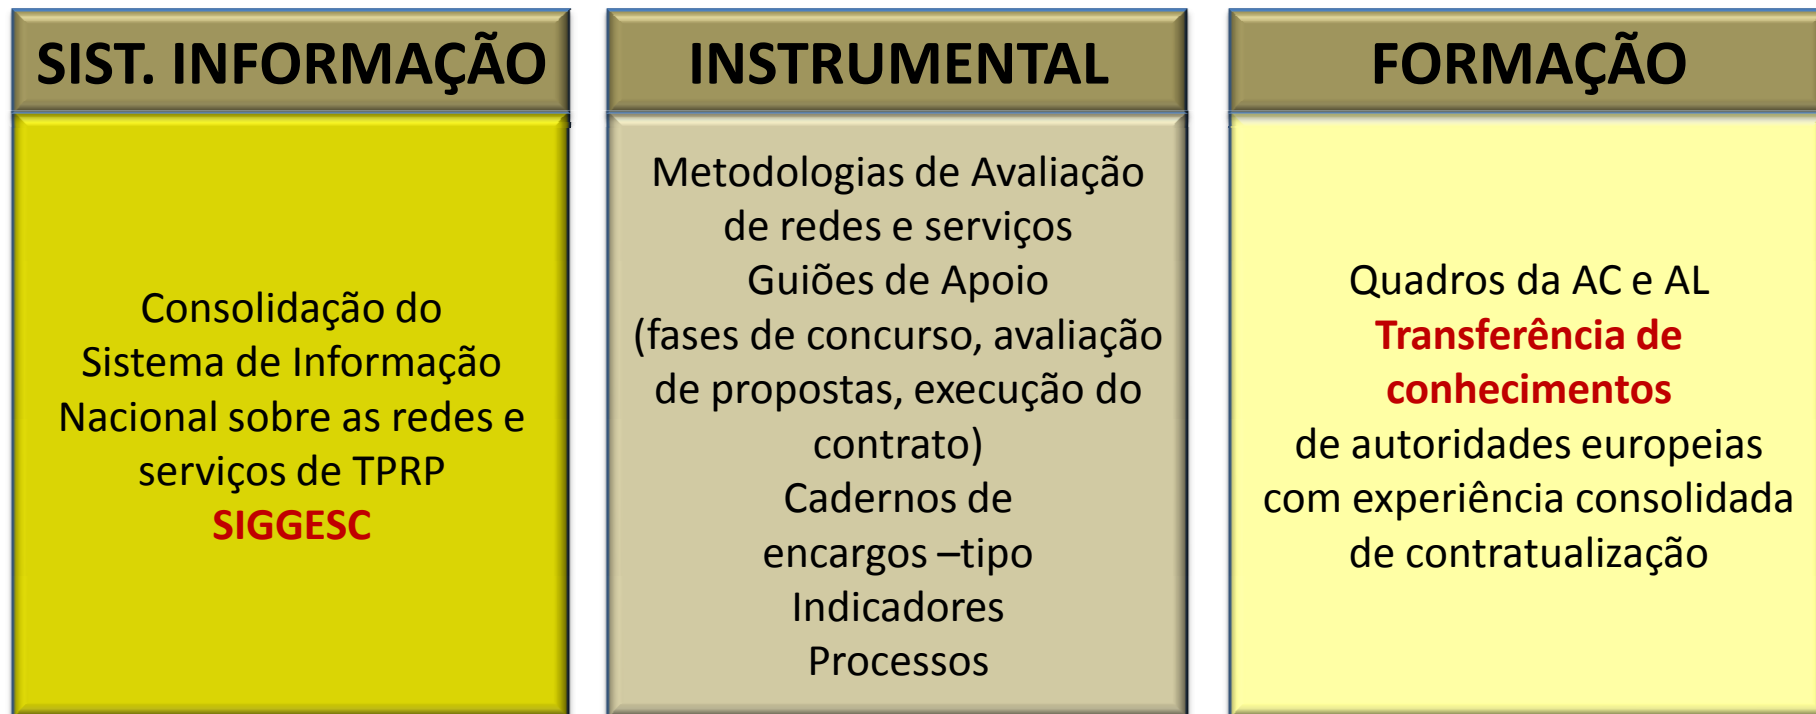 SIST. INFORMAÇÃO
Consolidação do
Sistema de Informação
Nacional sobre as redes e
serviços de TPRP
SIGGESC
INSTRUMENTAL
Metodologias de Avaliação
de redes e serviços
Guiões de Apoio
(fases de concurso, avaliação
de propostas, execução do
contrato)
Cadernos de
encargos –tipo
Indicadores
Processos
FORMAÇÃO
Quadros da AC e AL
Transferência de
conhecimentos
de autoridades europeias
com experiência consolidada
de contratualização